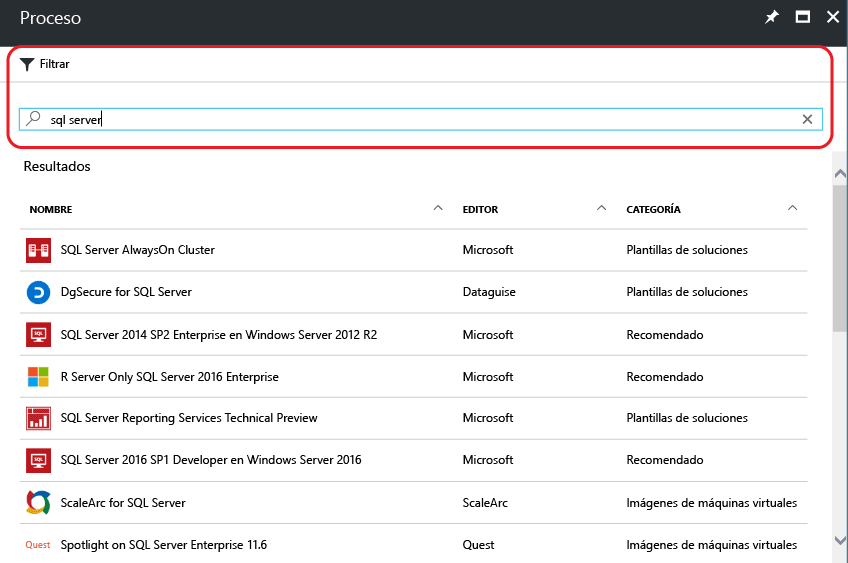 Proceso
Filtrar
sql server
Resultados
NOMBRE EDITOR CATEGORÍA
SQL Server AlwaysOn Cluster Microsoft Plantillas de soluciones
DgSecure for SQL Server Dataguise Plantillas de soluciones
SQL SQL Server 2014 SP2 Enterprise en Windows Server 2012 R2 Microsoft Recomendado
R Server Only SQL Server 2016 Enterprise Microsoft Recomendado
SQL Server Reporting Services Technical Preview Microsoft Plantillas de soluciones
SQL SQL Server 2016 SP1 Developer en Windows Server 2016 Microsoft Recomendado
ScaleArc for SQL Server ScaleArc Imágenes de máquinas virtuales
Quest Spotlight on SQL Server Enterprise 11.6 Quest Imágenes de máquinas virtuales